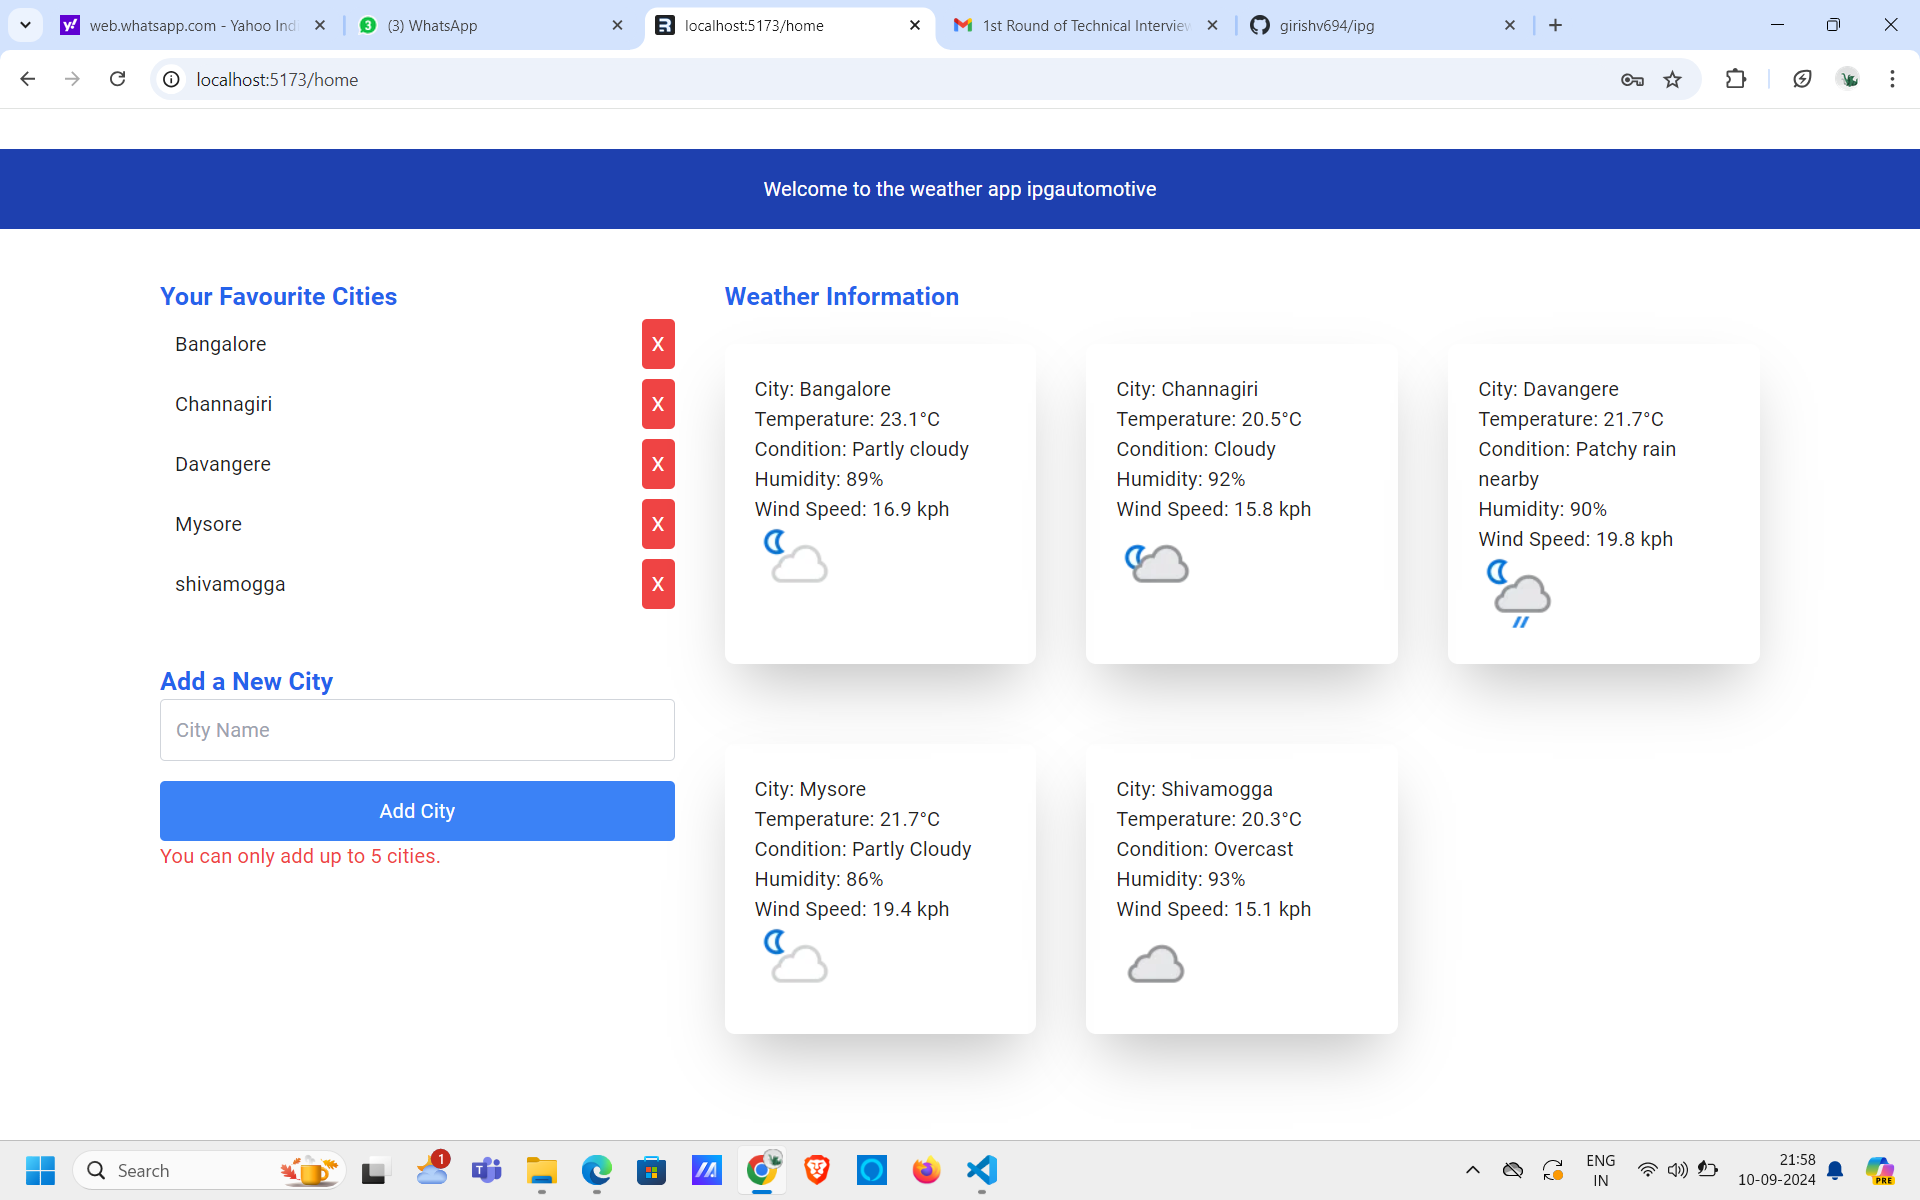 web.whatsapp.com - Yahoo Ind
(3) WhatsApp
localhost:5173/home
1st Round of Technical Interview
girishv694/ipg
localhost:5173/home
Welcome to the weather app ipgautomotive
Your Favourite Cities
Bangalore X
Channagiri X
Davangere X
Mysore X
shivamogga X
Add a New City
City Name
Add City
You can only add up to 5 cities.
Weather Information
City: Bangalore
Temperature: 23.1°C
Condition: Partly cloudy
Humidity: 89%
Wind Speed: 16.9 kph
City: Channagiri
Temperature: 20.5°C
Condition: Cloudy
Humidity: 92%
Wind Speed: 15.8 kph
City: Davangere
Temperature: 21.7°C
Condition: Patchy rain
nearby
Humidity: 90%
Wind Speed: 19.8 kph
City: Mysore
Temperature: 21.7°C
Condition: Partly Cloudy
Humidity: 86%
Wind Speed: 19.4 kph
City: Shivamogga
Temperature: 20.3°C
Condition: Overcast
Humidity: 93%
Wind Speed: 15.1 kph
Search
1
ENG
IN
21:58
10-09-2024
PRE